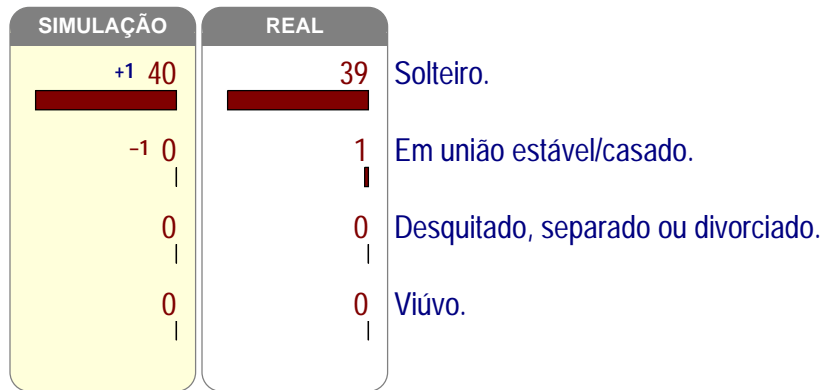 SIMULAÇÃO REAL
+1 40 39 Solteiro.
−1 0 1 Em união estável/casado.
0 0 Desquitado, separado ou divorciado.
0 0 Viúvo.